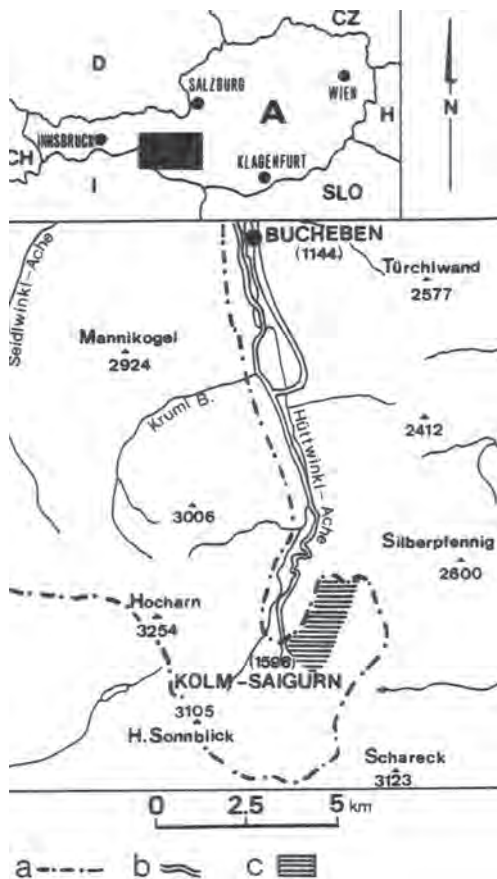 CZ
D
SALZBURG
WIEN
A
N
INNSBRUCK
H
CH
KLAGENFURT
I
SLO
BUCHEBEN
(1144)
Seidlwinkl-Ache
Türchlwand
2577
Mannikogel
2924
Kruml B.
Hüttwinkl-Ache
2412
3006
Silberpfennig
2600
Hocharn
3254
(1596)
KOLM-SAIGURN
3105
H. Sonnblick
Schareck
3123
0 2.5 5 km
a b c